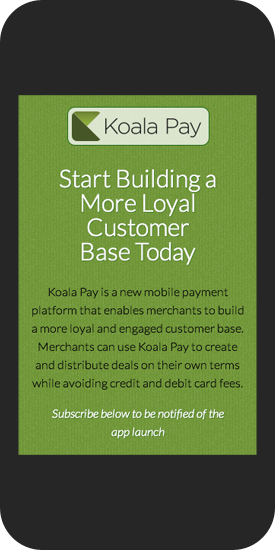 Koala Pay
Start Building a
More Loyal
Customer
Base Today
Koala Pay is a new mobile payment
platform that enables merchants to build
a more loyal and engaged customer base.
Merchants can use Koala Pay to create
and distribute deals on their own terms
while avoiding credit and debit card fees.
Subscribe below to be notified of the
app launch